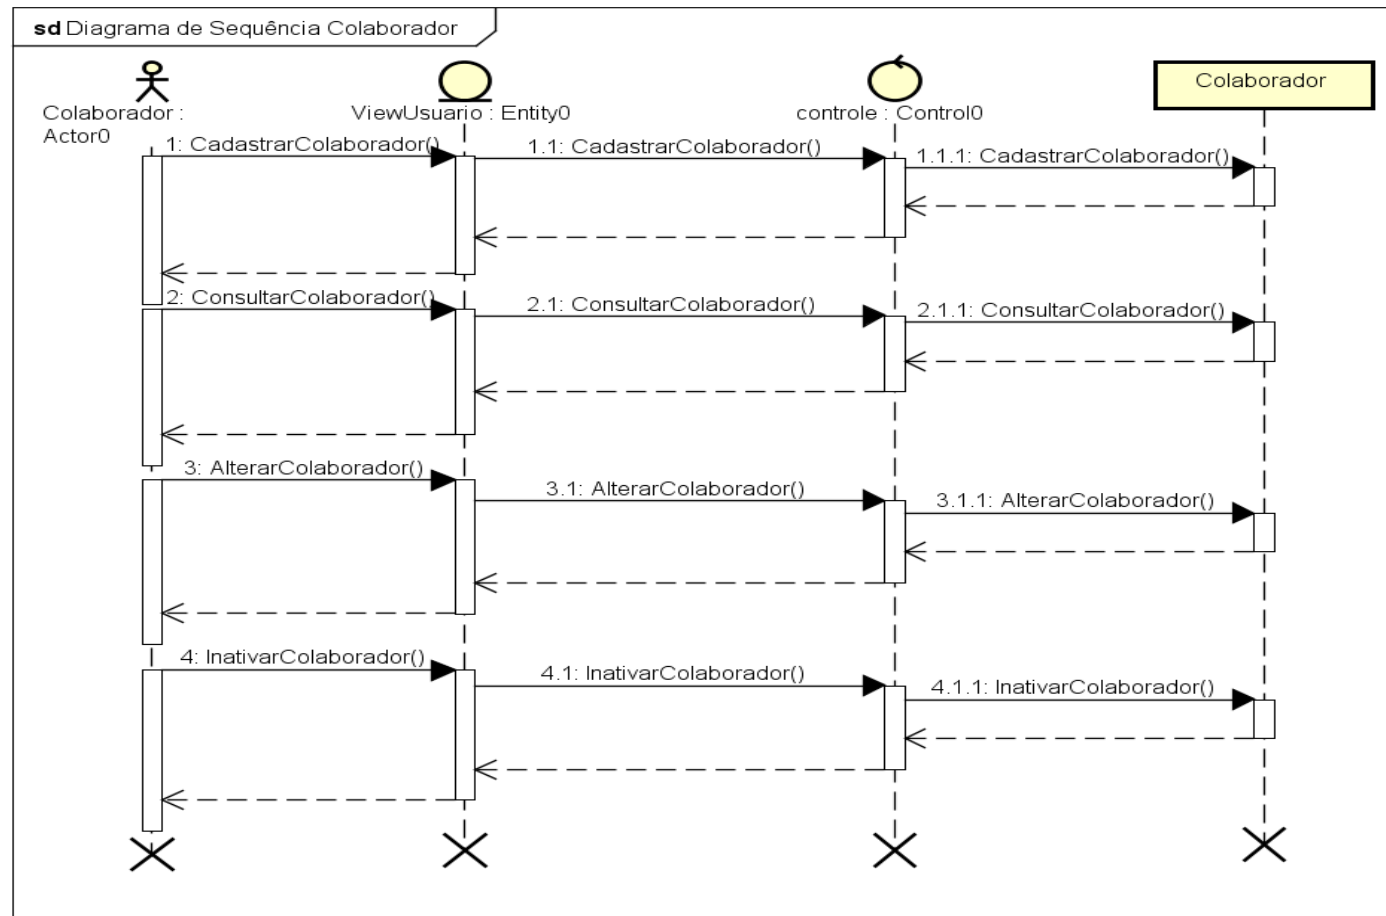 sd Diagrama de Sequência Colaborador
Colaborador :
Actor0
ViewUsuario : Entity0
controle : Control0
Colaborador
1: CadastrarColaborador()
1.1: CadastrarColaborador()
1.1.1: CadastrarColaborador()
2: ConsultarColaborador()
2.1: ConsultarColaborador()
2.1.1: ConsultarColaborador()
3: AlterarColaborador()
3.1: AlterarColaborador()
3.1.1: AlterarColaborador()
4: InativarColaborador()
4.1: InativarColaborador()
4.1.1: InativarColaborador()